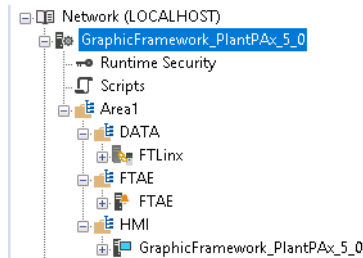 Network (LOCALHOST)
GraphicFramework_PlantPAx_5_0
Runtime Security
Scripts
Area1
DATA
FTLinx
FTAE
FTAE
HMI
GraphicFramework_PlantPAx_5_0